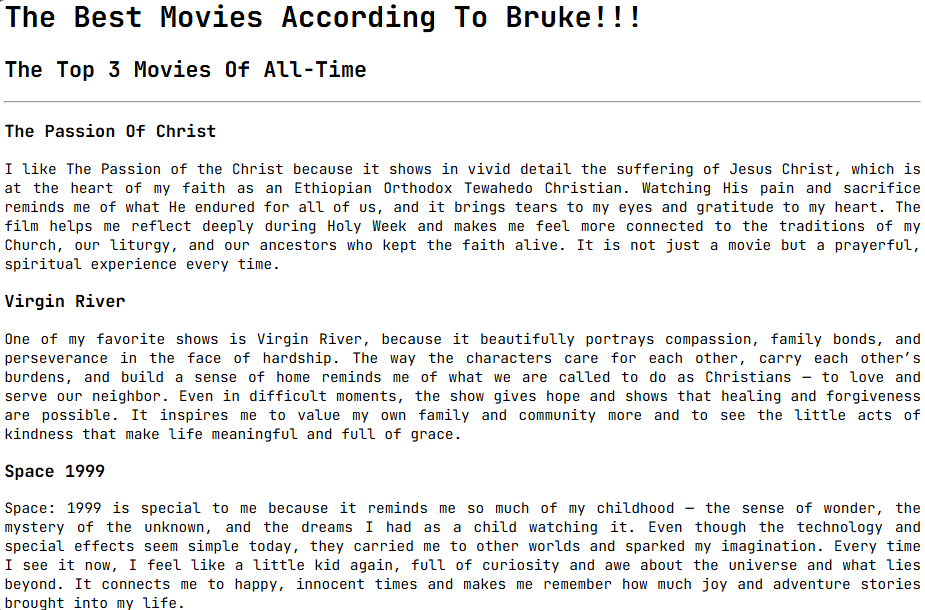 The Best Movies According To Bruke!!!
The Top 3 Movies Of All-Time
The Passion Of Christ
I like The Passion of the Christ because it shows in vivid detail the suffering of Jesus Christ, which is
at the heart of my faith as an Ethiopian Orthodox Tewahedo Christian. Watching His pain and sacrifice
reminds me of what He endured for all of us, and it brings tears to my eyes and gratitude to my heart. The
film helps me reflect deeply during Holy Week and makes me feel more connected to the traditions of my
Church, our liturgy, and our ancestors who kept the faith alive. It is not just a movie but a prayerful,
spiritual experience every time.
Virgin River
One of my favorite shows is Virgin River, because it beautifully portrays compassion, family bonds, and
perseverance in the face of hardship. The way the characters care for each other, carry each other’s
burdens, and build a sense of home reminds me of what we are called to do as Christians — to love and
serve our neighbor. Even in difficult moments, the show gives hope and shows that healing and forgiveness
are possible. It inspires me to value my own family and community more and to see the little acts of
kindness that make life meaningful and full of grace.
Space 1999
Space: 1999 is special to me because it reminds me so much of my childhood — the sense of wonder, the
mystery of the unknown, and the dreams I had as a child watching it. Even though the technology and
special effects seem simple today, they carried me to other worlds and sparked my imagination. Every time
I see it now, I feel like a little kid again, full of curiosity and awe about the universe and what lies
beyond. It connects me to happy, innocent times and makes me remember how much joy and adventure stories
brought into my life.